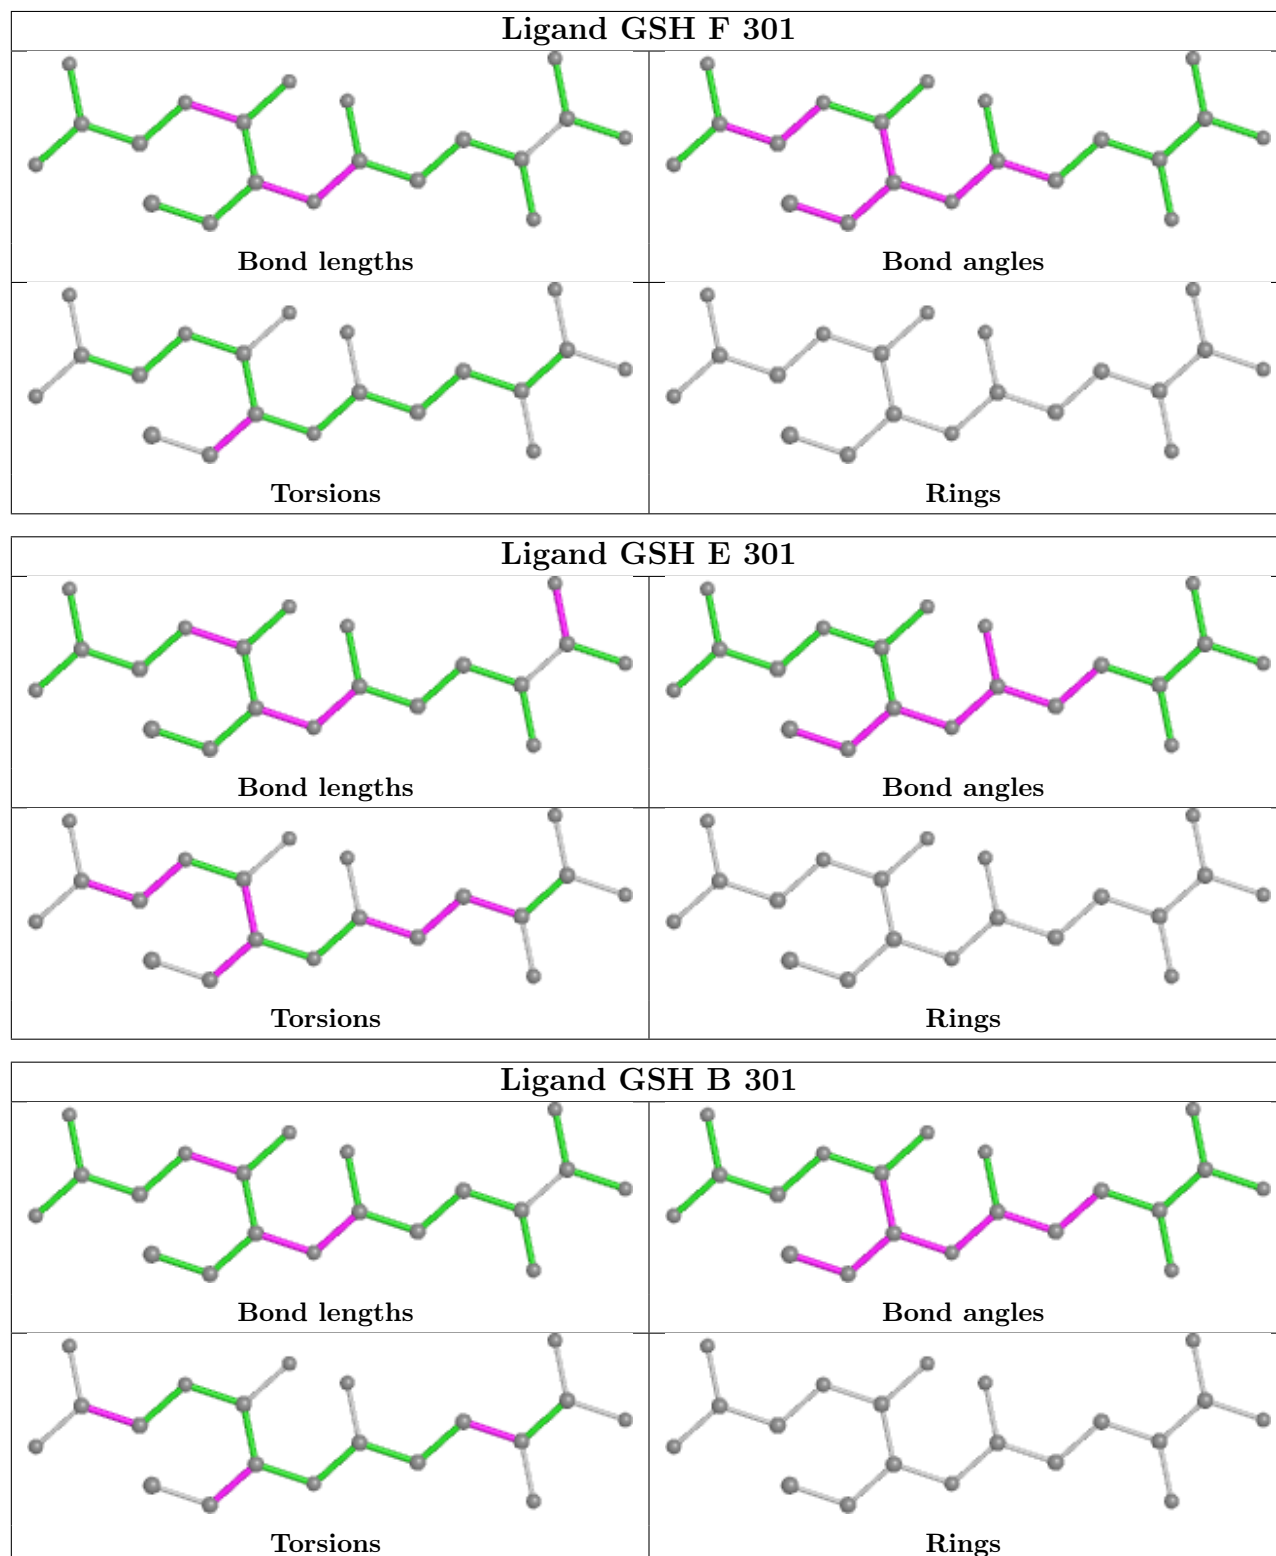 Ligand GSH F 301
Bond lengths
Bond angles
Torsions
Rings
Ligand GSH E 301
Bond lengths
Bond angles
Torsions
Rings
Ligand GSH B 301
Bond lengths
Bond angles
Torsions
Rings